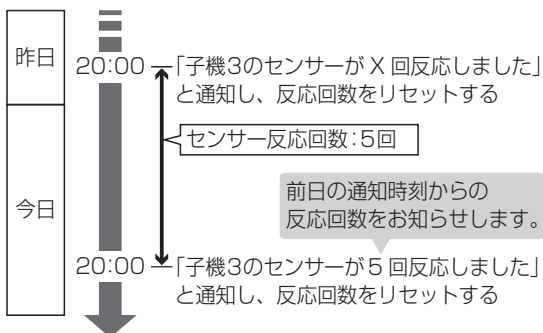 昨日
20:00
「子機3のセンサーが X 回反応しました」
と通知し、反応回数をリセットする
センサー反応回数:5回
今日
前日の通知時刻からの
反応回数をお知らせします。
20:00
「子機3のセンサーが5 回反応しました」
と通知し、反応回数をリセットする